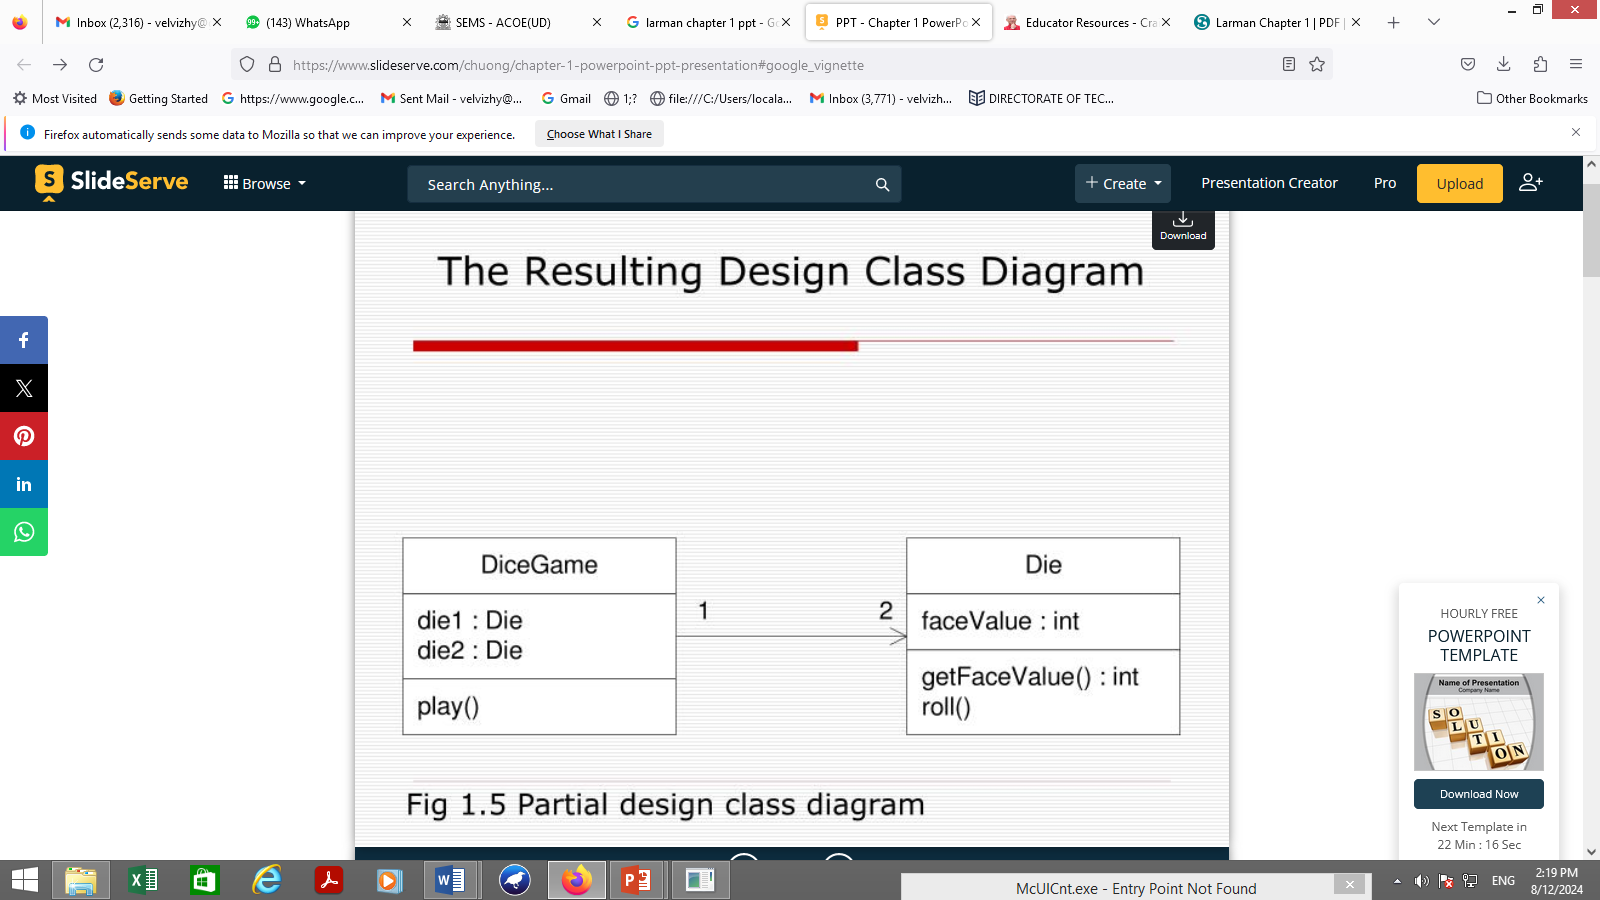 Inbox (2,316) - velvizhy@
(143) WhatsApp
SEMS - ACOE(UD)
larman chapter 1 ppt - Go
PPT - Chapter 1 PowerPo
Educator Resources - Cra
Larman Chapter 1 | PDF |
https://www.slideserve.com/chuong/chapter-1-powerpoint-ppt-presentation#google_vignette
Most Visited
Getting Started
https://www.google.c...
Sent Mail - velvizhy@...
Gmail
1;?
file:///C:/Users/locala...
Inbox (3,771) - velvizh...
DIRECTORATE OF TEC...
Other Bookmarks
Firefox automatically sends some data to Mozilla so that we can improve your experience.
Choose What I Share
SlideServe
Browse
Search Anything...
Create
Presentation Creator
Pro
Upload
Download
The Resulting Design Class Diagram
DiceGame
die1 : Die
die2 : Die
play()
1
2
Die
faceValue : int
getFaceValue() : int
roll()
Fig 1.5 Partial design class diagram
HOURLY FREE
POWERPOINT
TEMPLATE
Name of Presentation
Company Name
SOLUTION
Download Now
Next Template in
22 Min : 16 Sec
McUICnt.exe - Entry Point Not Found
ENG
2:19 PM
8/12/2024